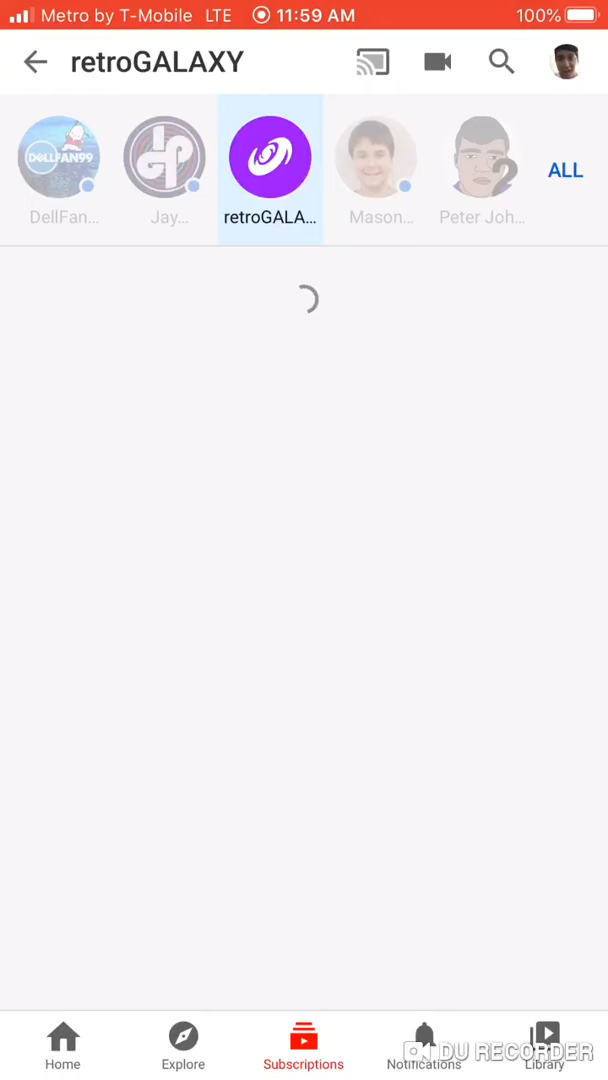 Metro by T-Mobile LTE 11:59 AM 100%
retroGALAXY
DELLFAN99
JGP
ALL
DellFan... Jay... retroGALA... Mason... Peter Joh...
Home Explore Subscriptions Notifications Library
DU RECORDER